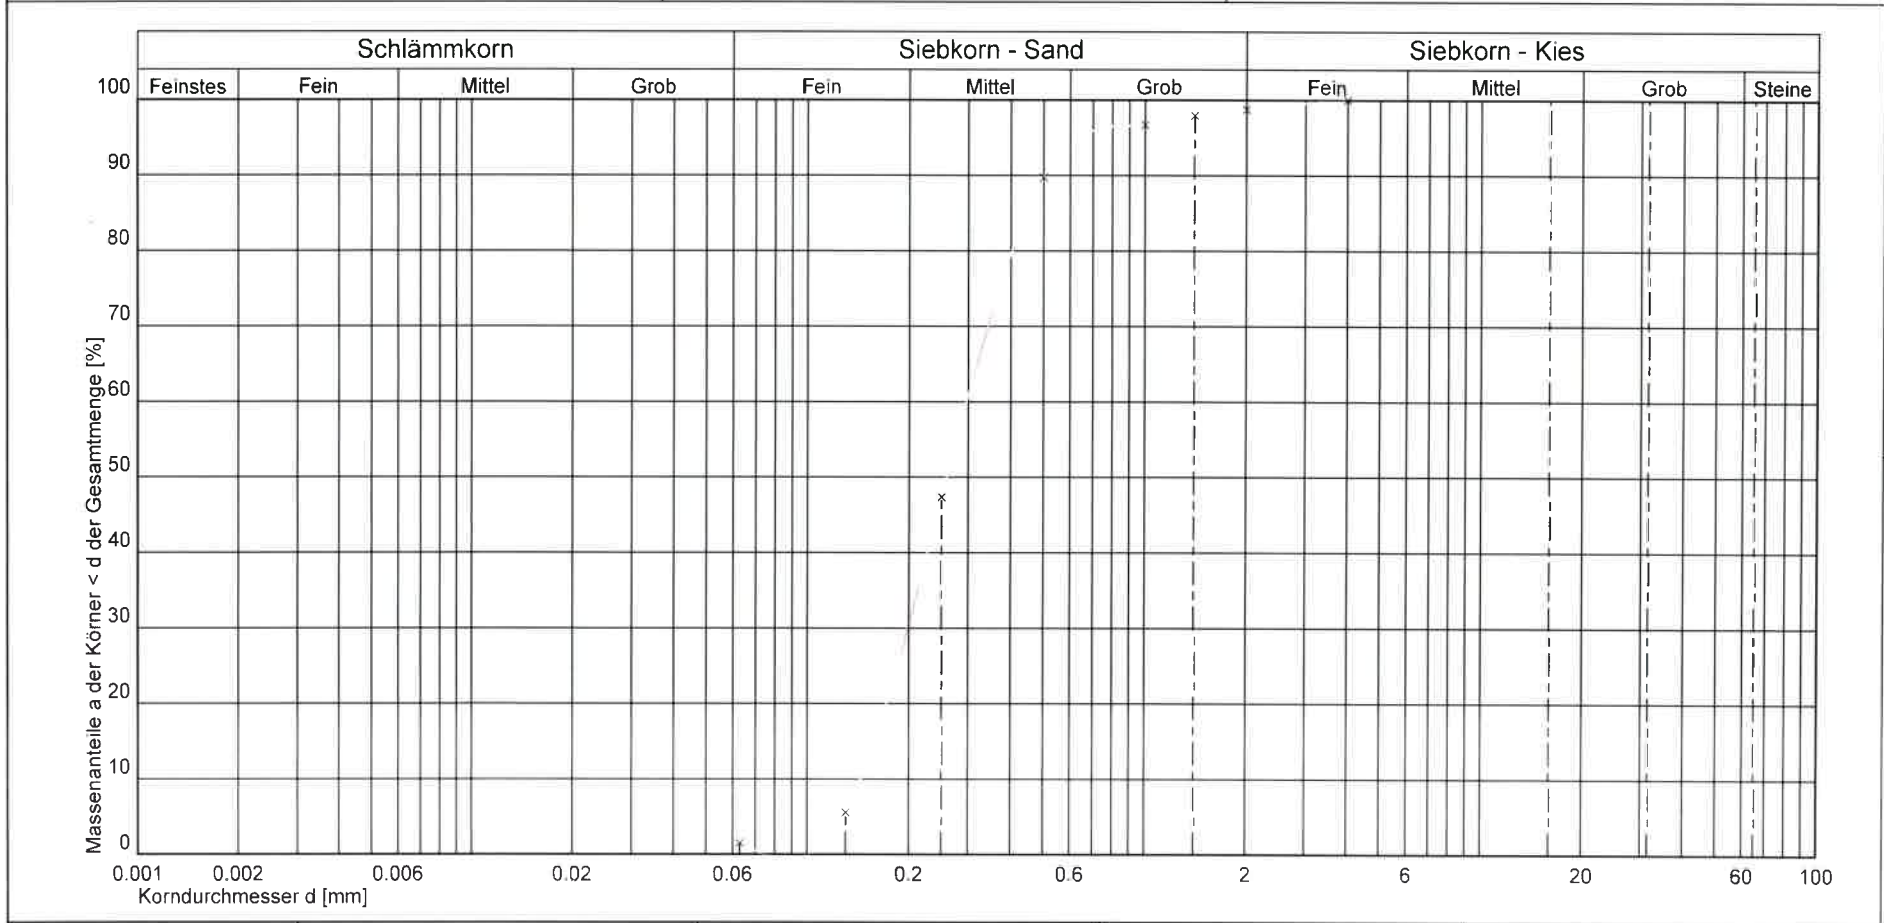 Schlämmkorn Siebkorn - Sand Siebkorn - Kies
Feinstes Fein Mittel Grob Fein Mittel Grob Fein Mittel Grob Steine
100
90
80
70
60
50
40
30
20
10
0
Massenanteile a der Körner < d der Gesamtmenge [%]
0.001 0.002 0.006 0.02 0.06 0.2 0.6 2 6 20 60 100
Korndurchmesser d [mm]